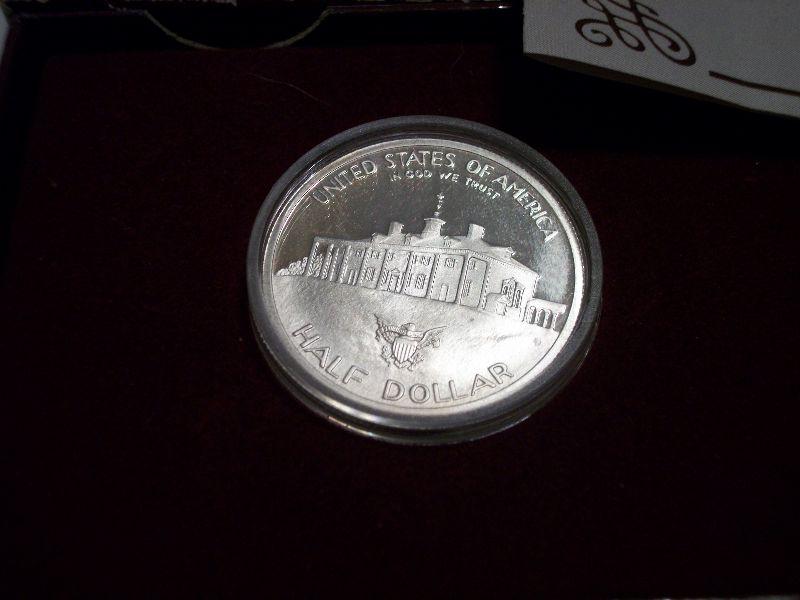 UNITED STATES OF AMERICA
IN GOD WE TRUST
HALF DOLLAR